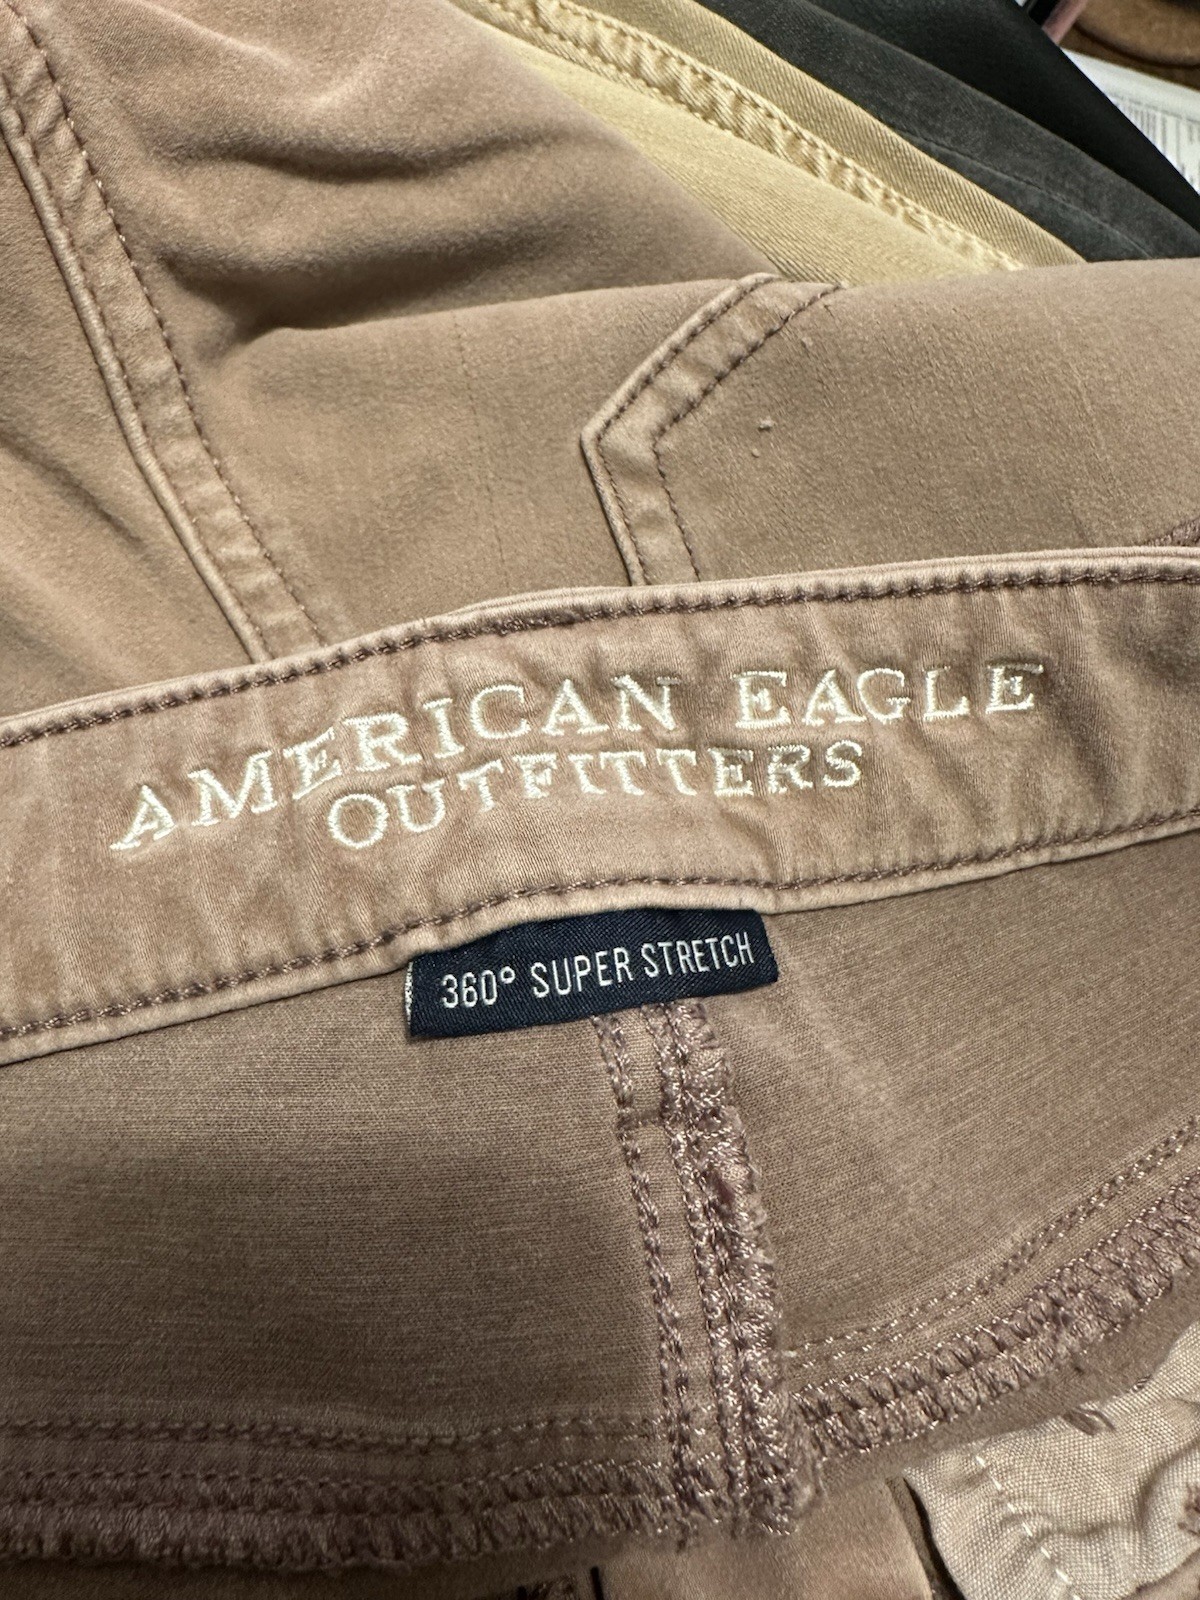 AMERICAN EAGLE
OUTFITTERS
360° SUPER STRETCH